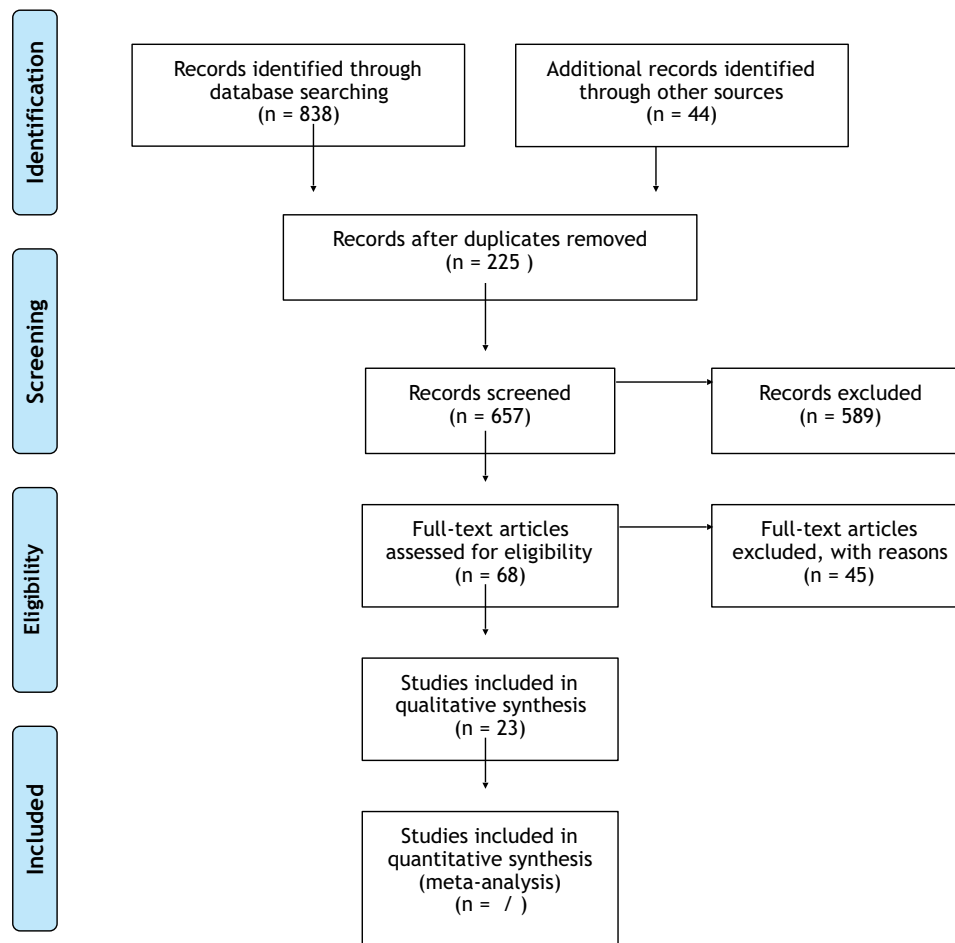 Identification
Records identified through
database searching
(n = 838)
Additional records identified
through other sources
(n = 44)
Records after duplicates removed
(n = 225 )
Screening
Records screened
(n = 657)
Records excluded
(n = 589)
Eligibility
Full-text articles
assessed for eligibility
(n = 68)
Full-text articles
excluded, with reasons
(n = 45)
Studies included in
qualitative synthesis
(n = 23)
Included
Studies included in
quantitative synthesis
(meta-analysis)
(n =  / )